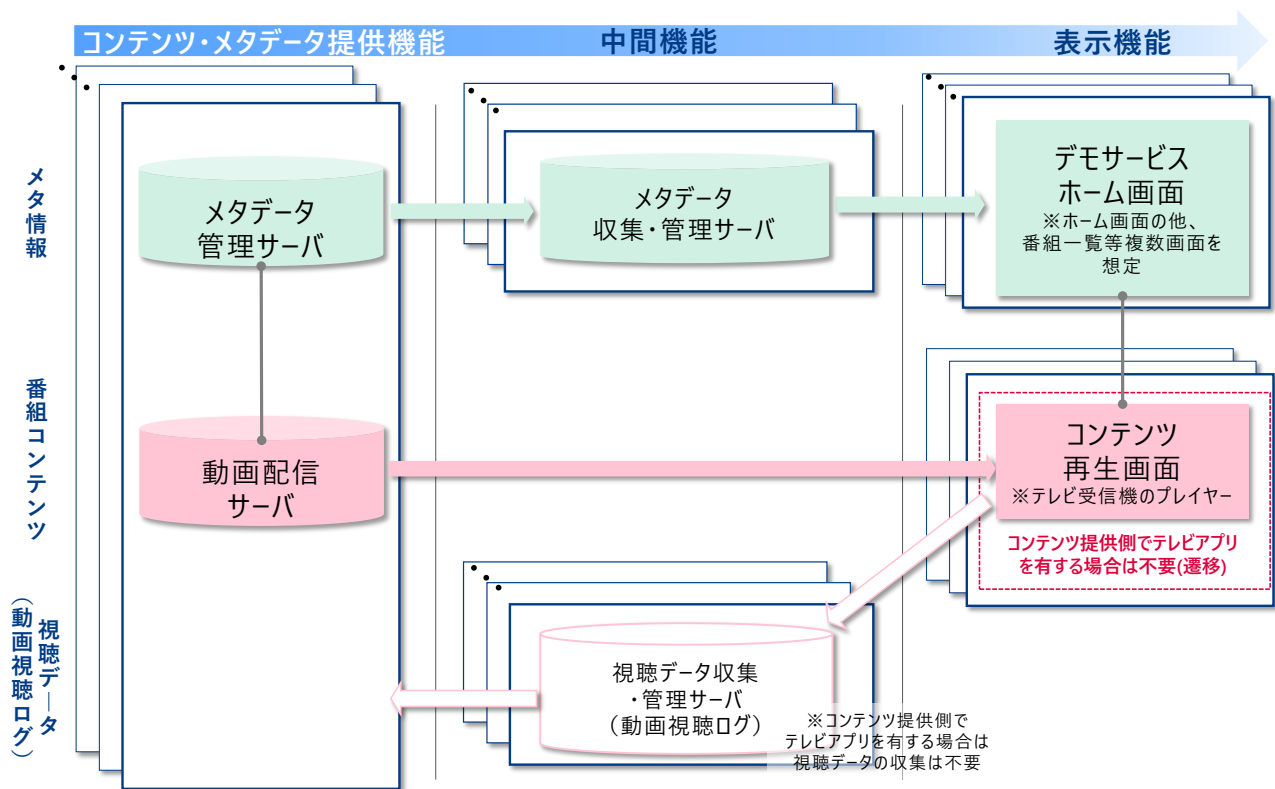 コンテンツ・メタデータ提供機能
中間機能
表示機能
メタ情報
メタデータ
管理サーバ
メタデータ
収集・管理サーバ
デモサービス
ホーム画面
※ホーム画面の他、
番組一覧等複数画面を
想定
番組コンテンツ
動画配信
サーバ
コンテンツ
再生画面
※テレビ受信機のプレイヤー
コンテンツ提供側でテレビアプリ
を有する場合は不要(遷移)
視聴データ
（動画視聴ログ）
視聴データ収集
・管理サーバ
（動画視聴ログ）
※コンテンツ提供側で
テレビアプリを有する場合は
視聴データの収集は不要